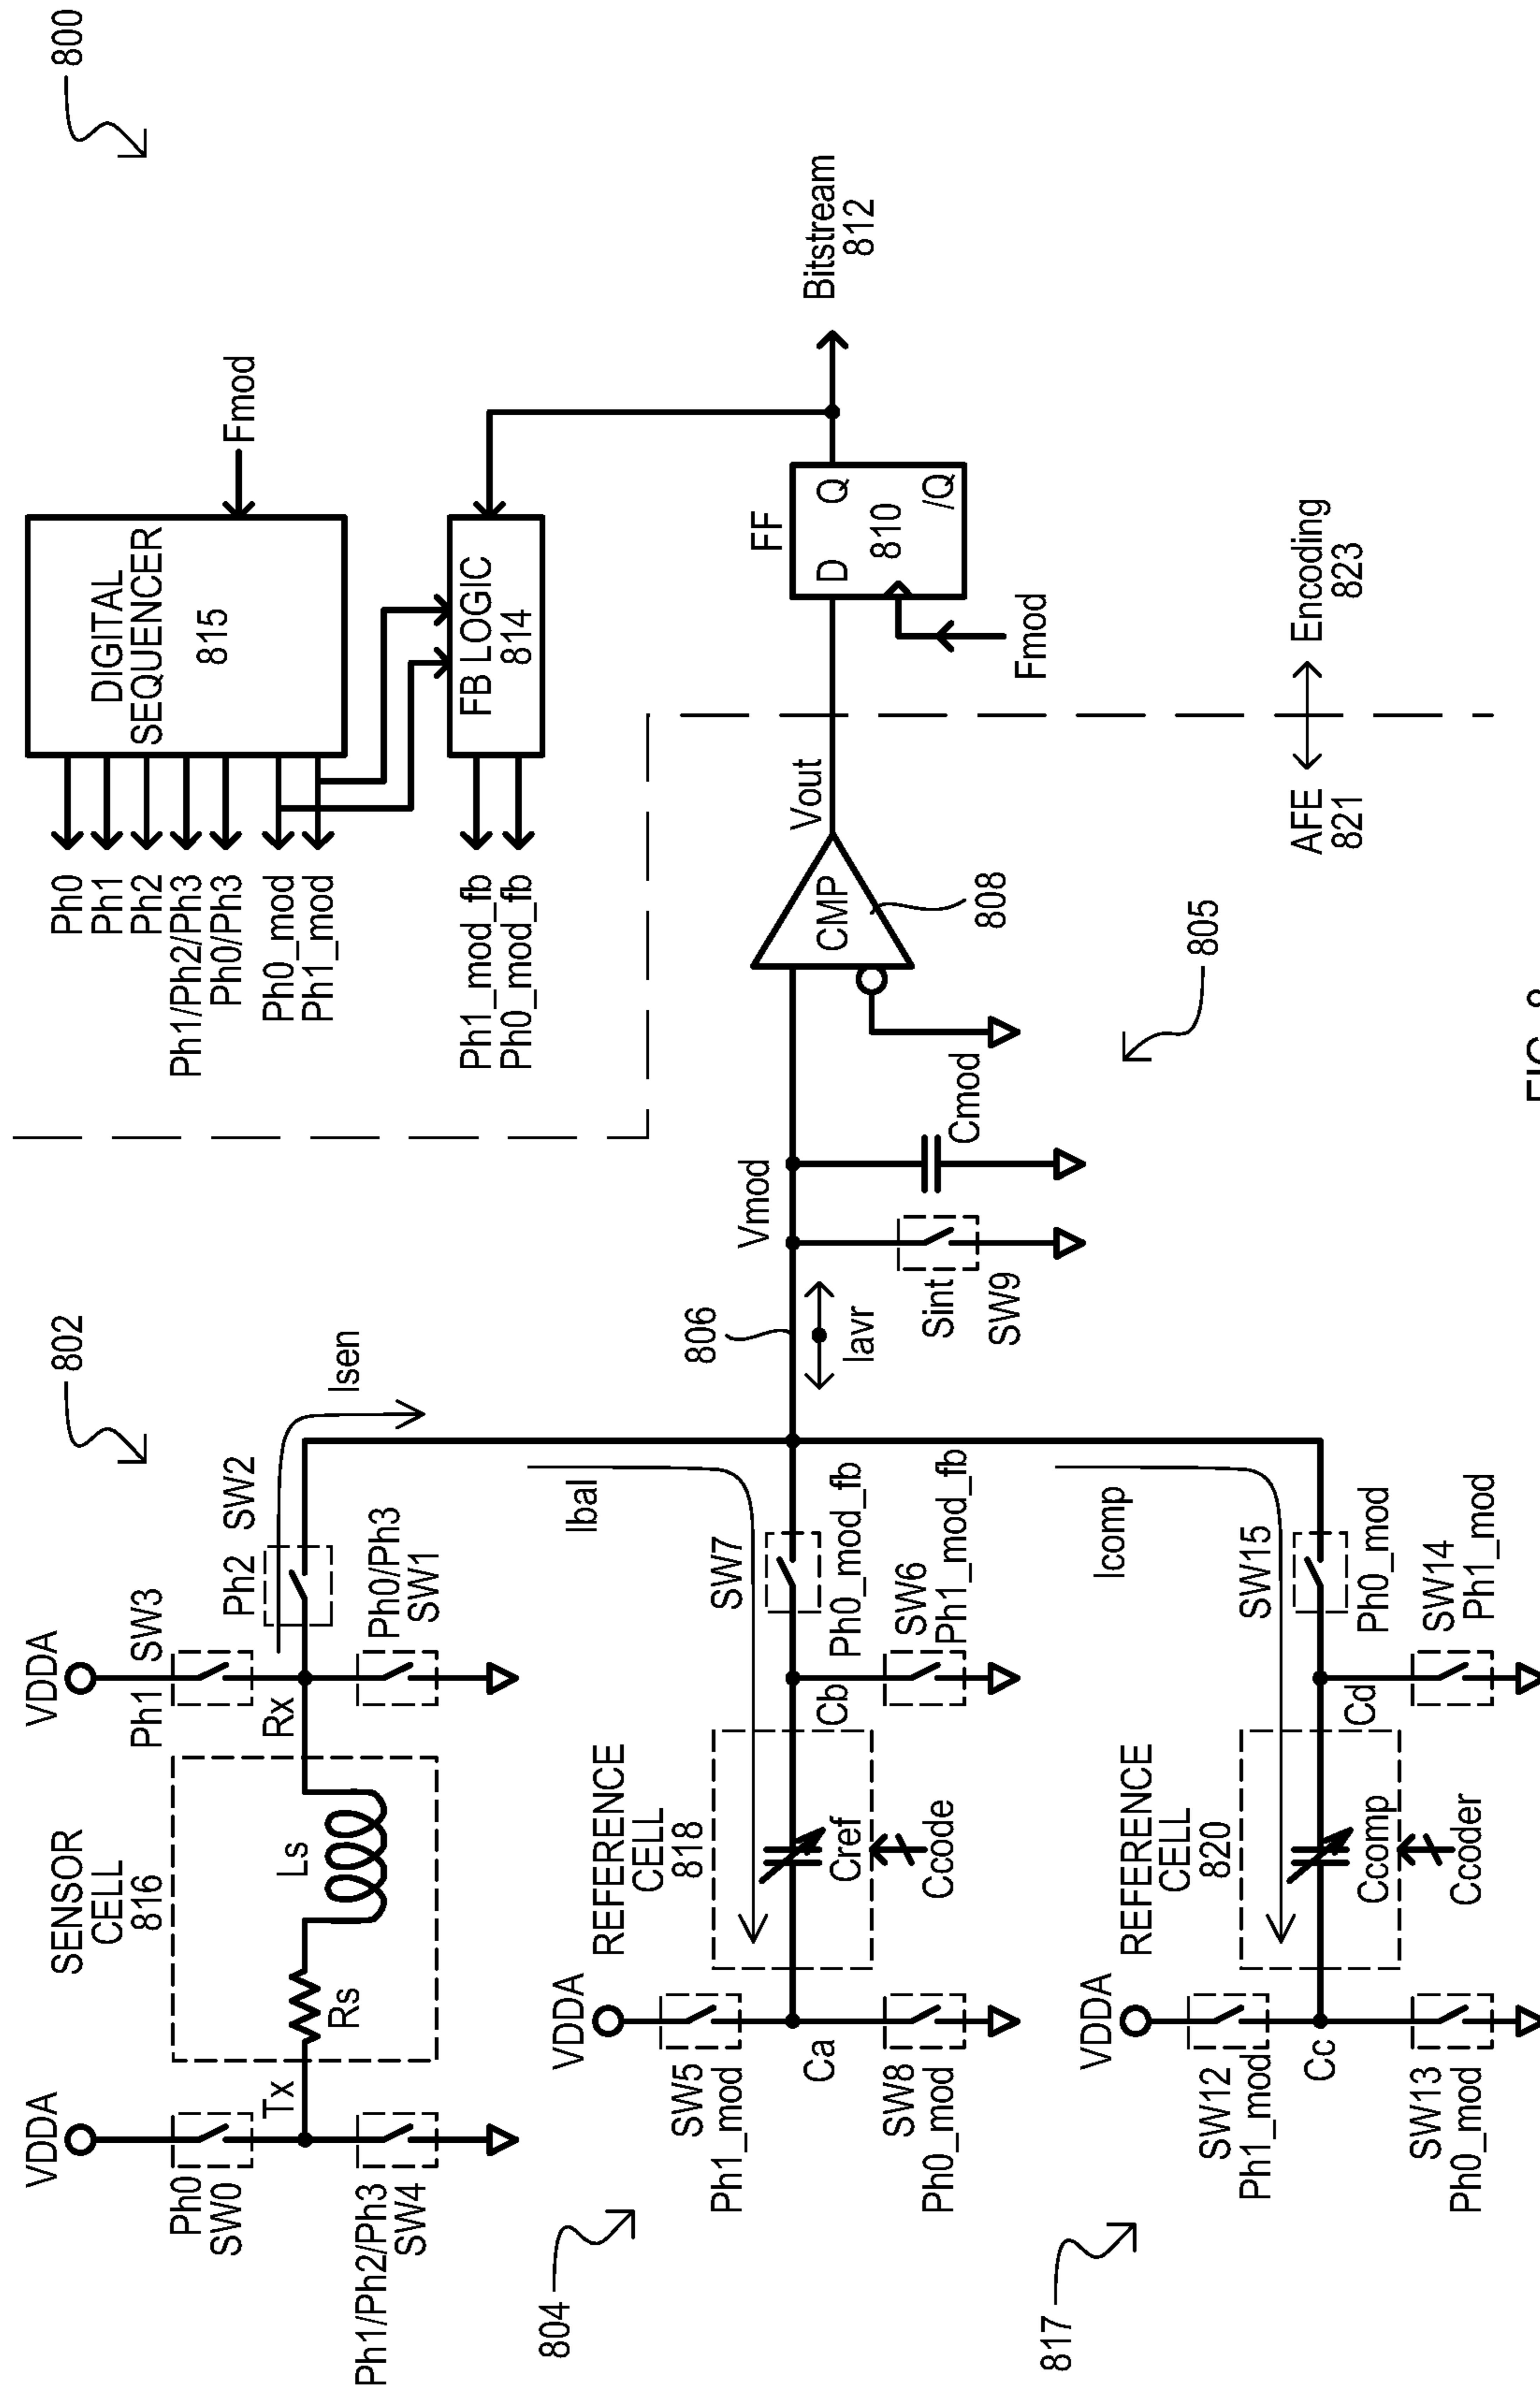 800
802
VDDA
VDDA
Ph0
SW0
Tx
Ph1/Ph2/Ph3
SW4
SENSOR
CELL
816
Rs
Ls
Ph1
SW3
Rx
Ph2
SW2
Ph0/Ph3
SW1
Isen
Ph0
Ph1
Ph2
Ph1/Ph2/Ph3
Ph0/Ph3
Ph0_mod
Ph1_mod
DIGITAL
SEQUENCER
815
Fmod
Ph1_mod_fb
Ph0_mod_fb
FB LOGIC
814
804
VDDA
SW5
Ph1_mod
Ca
SW8
Ph0_mod
REFERENCE
CELL
818
Cref
Ccode
Ibal
SW7
Cb
Ph0_mod_fb
SW6
Ph1_mod_fb
806
Iavr
Vmod
Sint
SW9
Cmod
CMP
808
Vout
FF
D
Q
810
/Q
Fmod
Bitstream
812
805
817
VDDA
SW12
Ph1_mod
Cc
SW13
Ph0_mod
REFERENCE
CELL
820
Ccomp
Ccoder
Icomp
SW15
Cd
Ph0_mod
SW14
Ph1_mod
AFE
821
Encoding
823